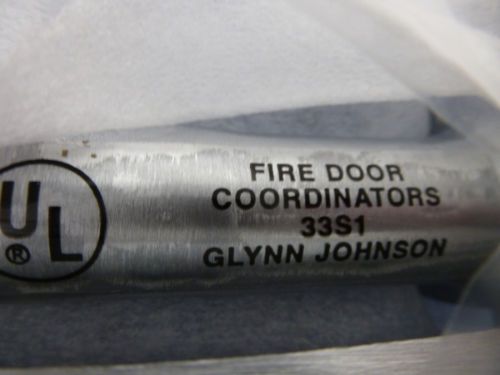 UL
®
FIRE DOOR
COORDINATORS
33S1
GLYNN JOHNSON